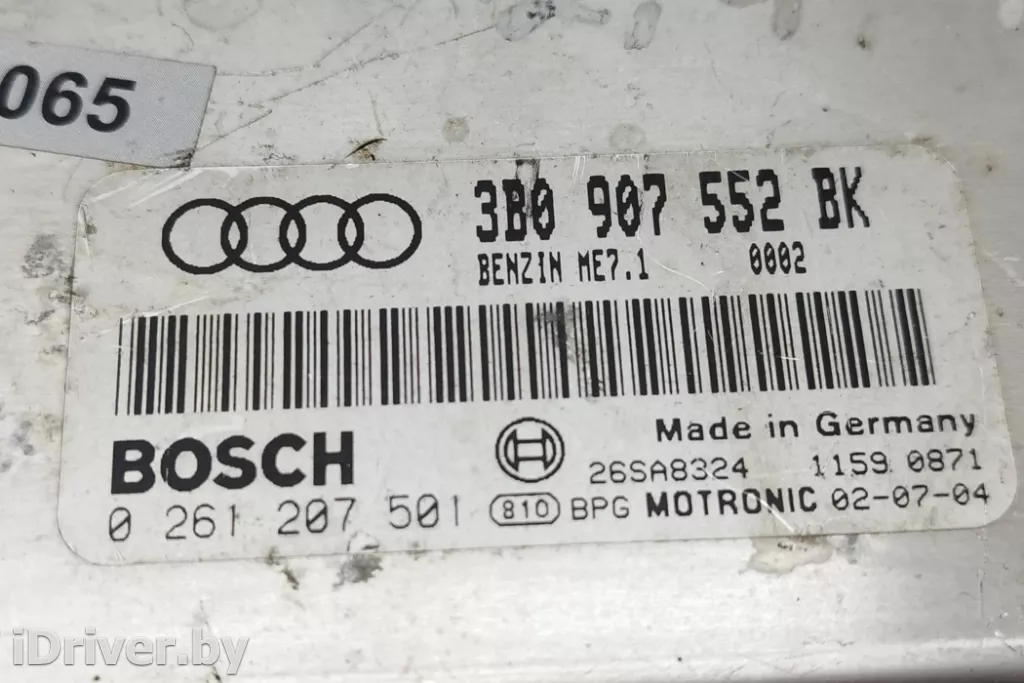 065
3B0 907 552 BK
BENZIN ME7.1 0002
BOSCH
Made in Germany
26SA8324 1159 0871
0 261 207 501 810 BPG MOTRONIC 02-07-04
iDriver.by